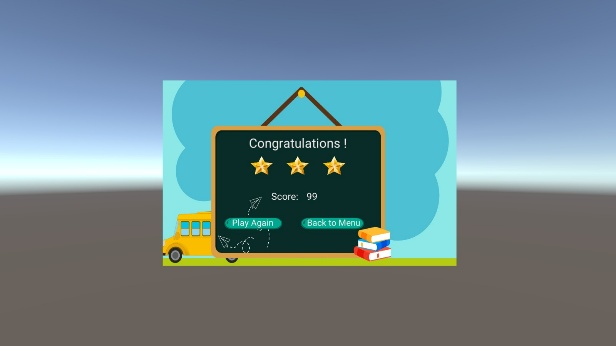 Congratulations !
Score: 99
Play Again
Back to Menu